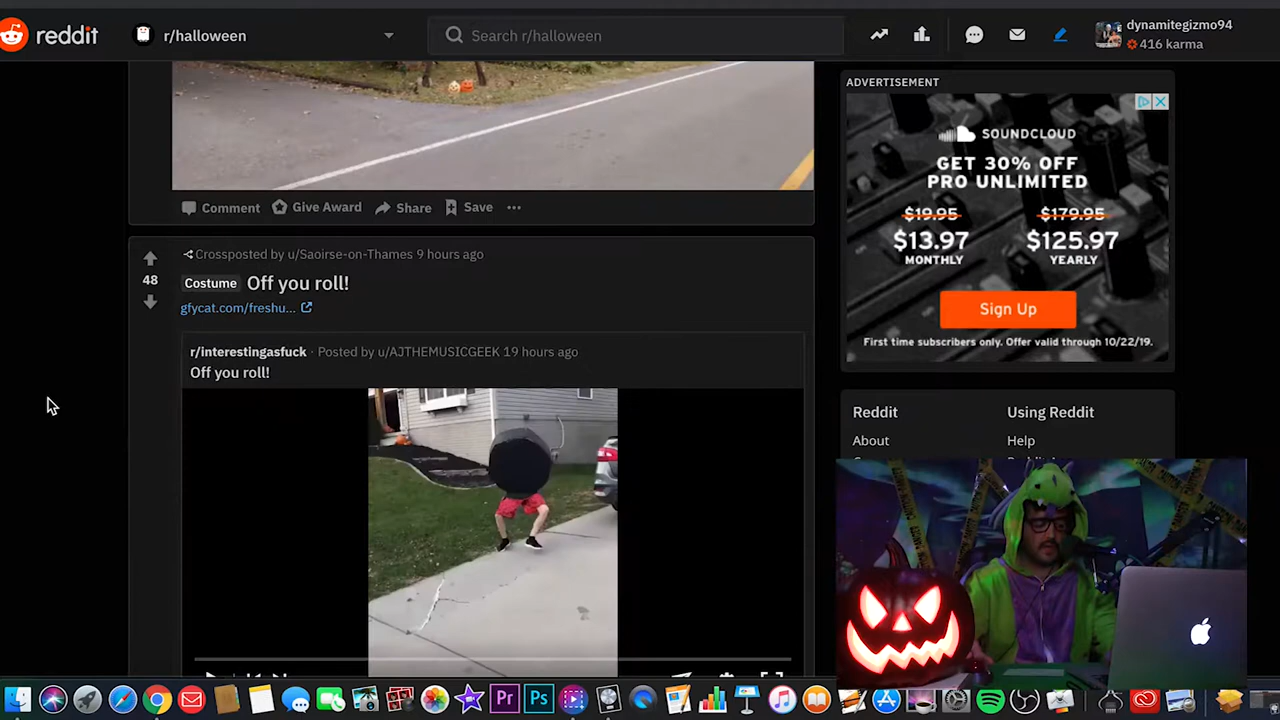 reddit
r/halloween
Search r/halloween
dynamitegizmo94
416 karma
Comment
Give Award
Share
Save
Crossposted by u/Saoirse-on-Thames 9 hours ago
48
Costume
Off you roll!
gfycat.com/freshu...
r/interestingasfuck · Posted by u/AJTHEMUSICGEEK 19 hours ago
Off you roll!
ADVERTISEMENT
SOUNDCLOUD
GET 30% OFF
PRO UNLIMITED
$19.95 $179.95
$13.97 $125.97
MONTHLY YEARLY
Sign Up
First time subscribers only. Offer valid through 10/22/19.
Reddit
Using Reddit
About
Help
Pr
Ps